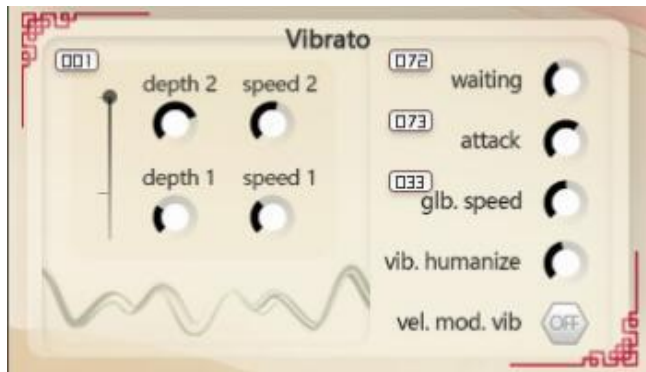 Vibrato
001
depth 2 speed 2
depth 1 speed 1
072
waiting
073
attack
033
glb. speed
vib. humanize
vel. mod. vib OFF